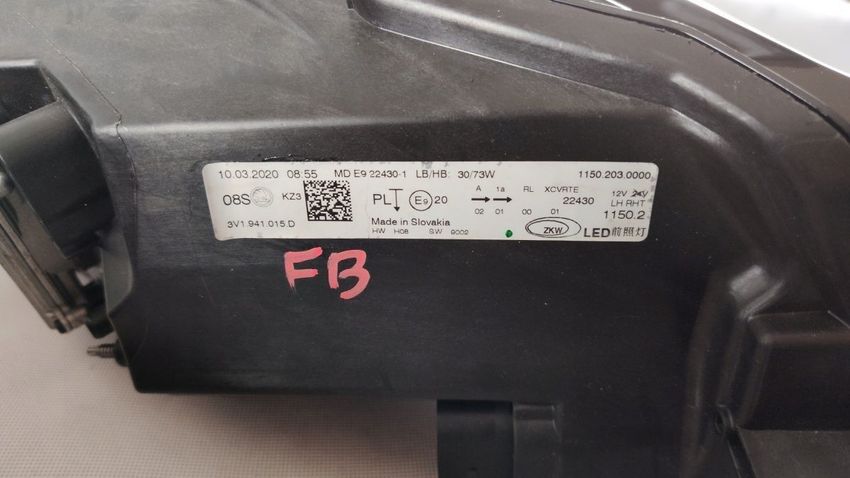 10.03.2020 08:55 MD E9 22430-1 LB/HB: 30/73W 1150.203.0000
08S KZ3 PL E9 20 A 1a RL XCVRTE 12V 24V
02 01 00 01 22430 LH RHT
3V1.941.015.D Made in Slovakia 1150.2
HW H08 SW 9002 ZKW LED前照灯
FB